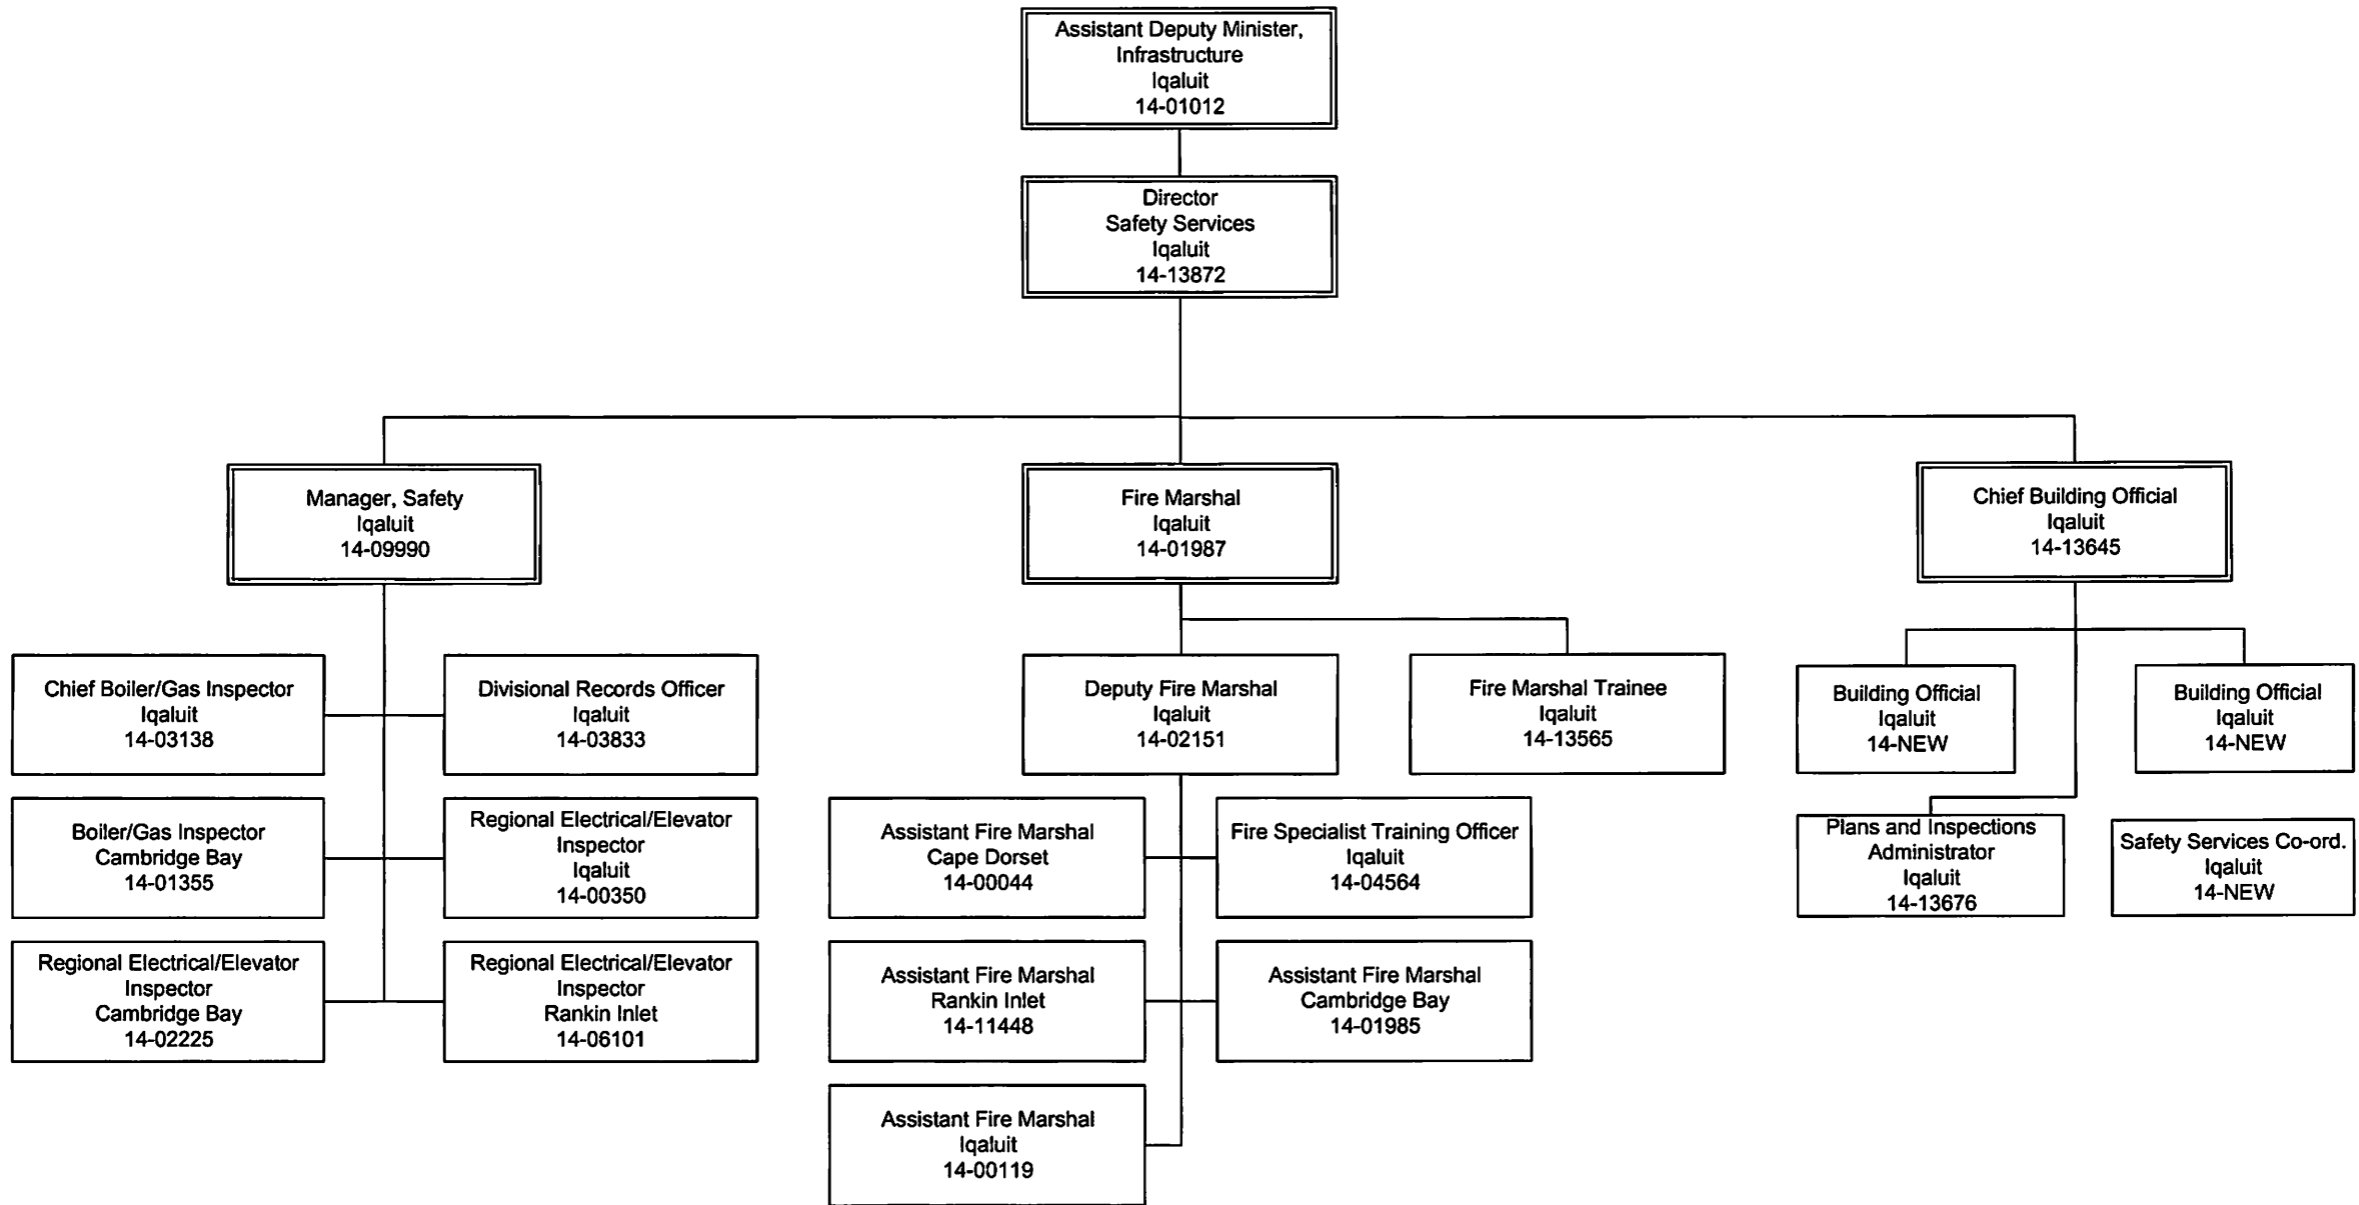 Assistant Deputy Minister,
Infrastructure
Iqaluit
14-01012
Director
Safety Services
Iqaluit
14-13872
Manager, Safety
Iqaluit
14-09990
Fire Marshal
Iqaluit
14-01987
Chief Building Official
Iqaluit
14-13645
Chief Boiler/Gas Inspector
Iqaluit
14-03138
Divisional Records Officer
Iqaluit
14-03833
Deputy Fire Marshal
Iqaluit
14-02151
Fire Marshal Trainee
Iqaluit
14-13565
Building Official
Iqaluit
14-NEW
Building Official
Iqaluit
14-NEW
Boiler/Gas Inspector
Cambridge Bay
14-01355
Regional Electrical/Elevator
Inspector
Iqaluit
14-00350
Assistant Fire Marshal
Cape Dorset
14-00044
Fire Specialist Training Officer
Iqaluit
14-04564
Plans and Inspections
Administrator
Iqaluit
14-13676
Safety Services Co-ord.
Iqaluit
14-NEW
Regional Electrical/Elevator
Inspector
Cambridge Bay
14-02225
Regional Electrical/Elevator
Inspector
Rankin Inlet
14-06101
Assistant Fire Marshal
Rankin Inlet
14-11448
Assistant Fire Marshal
Cambridge Bay
14-01985
Assistant Fire Marshal
Iqaluit
14-00119